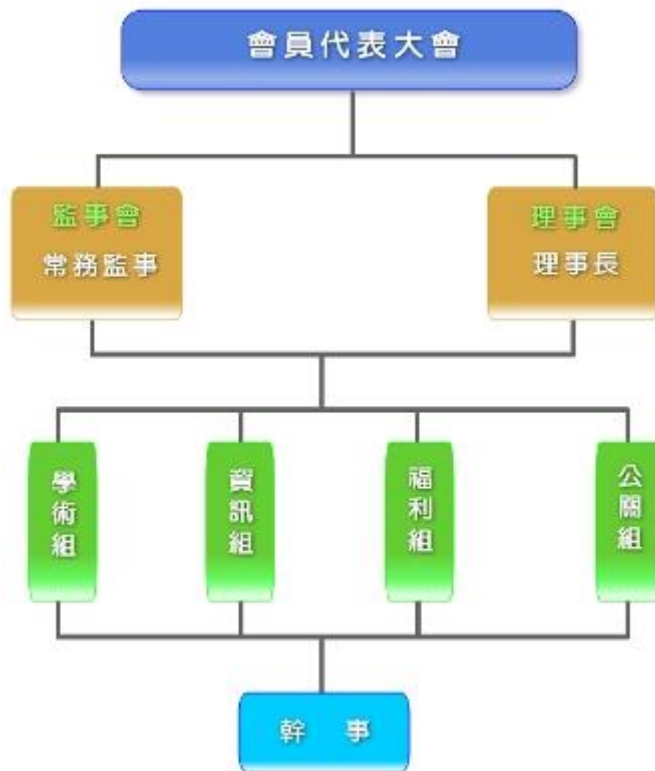 會員代表大會
監事會
常務監事
理事會
理事長
學術組
資訊組
福利組
公關組
幹 事